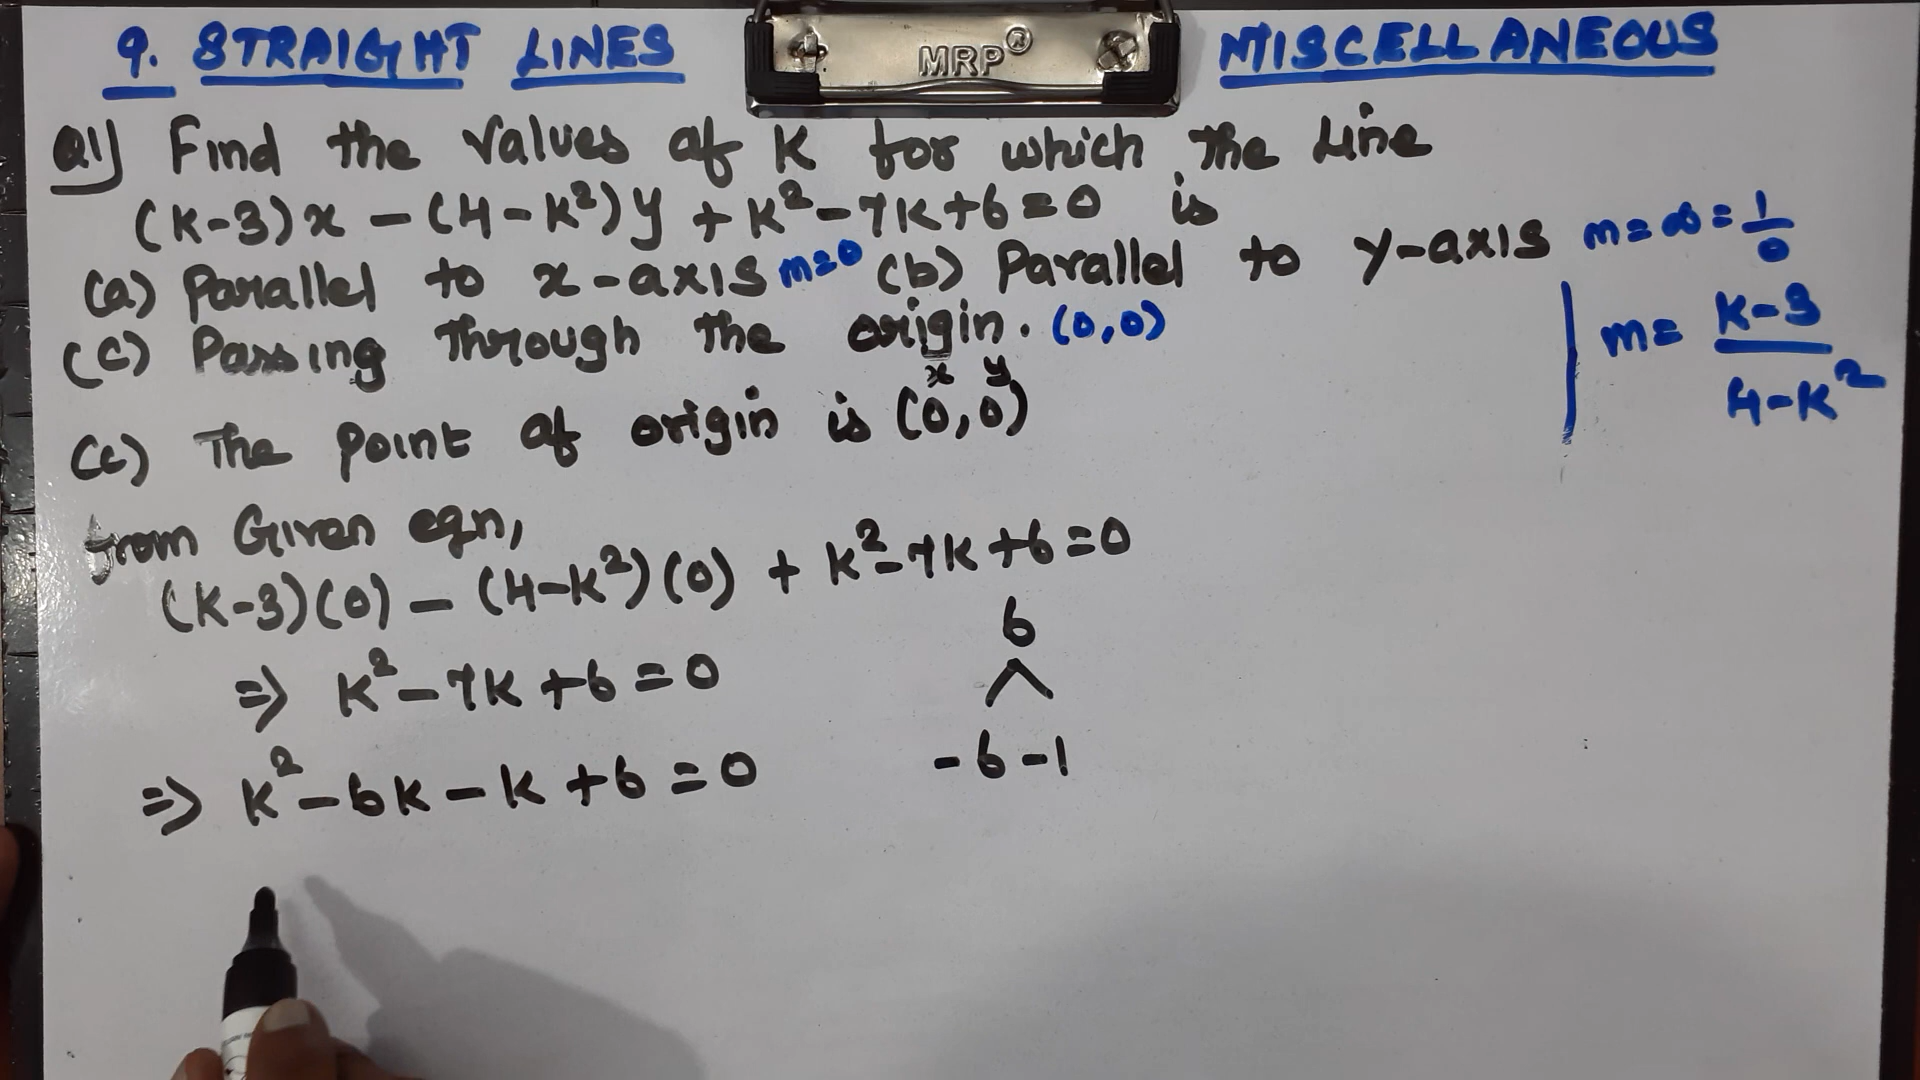 9. STRAIGHT LINES
MRP®
MISCELLANEOUS
Q1) Find the values of K for which the line
(K-3)x - (4-K²)y + K²-7K+6=0 is
(a) Parallel to x-axis m=0 (b) Parallel to y-axis m=∞=1/0
(c) Passing through the origin. (0,0)
m= K-3 / 4-K²
x y
(c) The point of origin is (0,0)
from Given eqn,
(K-3)(0) - (4-K²)(0) + K²-7K+6=0
⇒ K²-7K+6=0
6
^
-6 -1
⇒ K²-6K-K+6=0